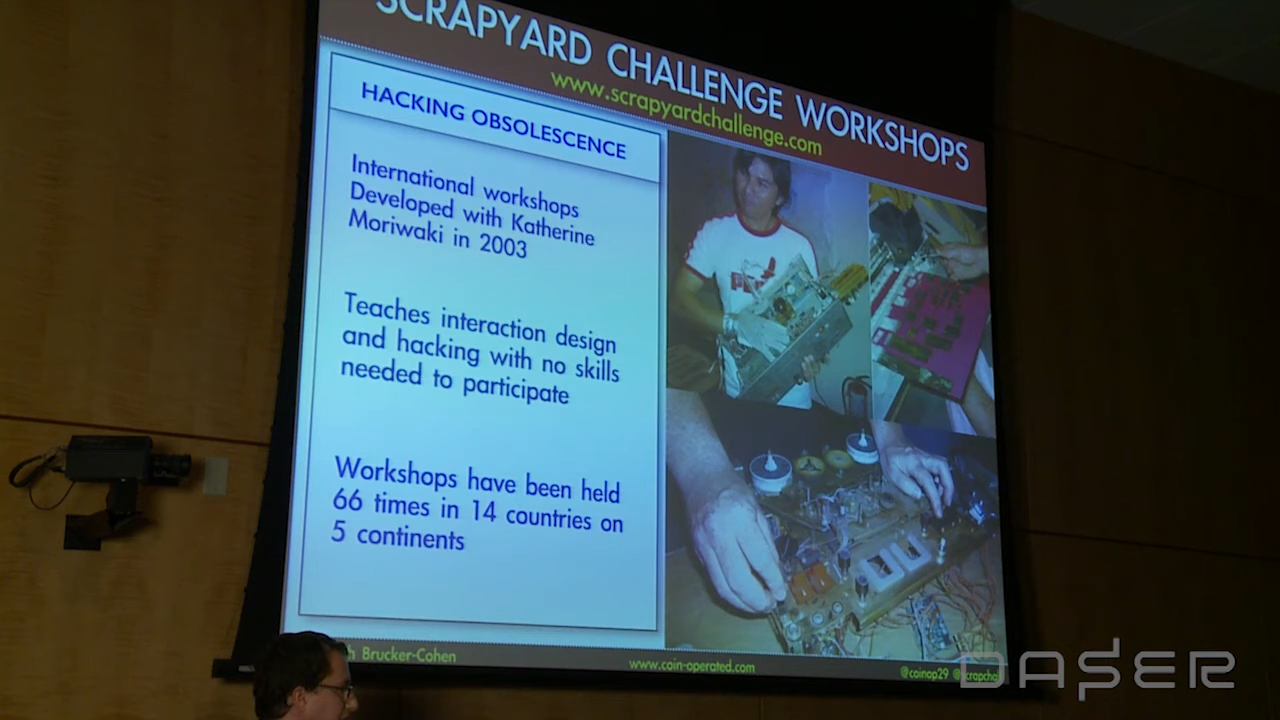 SCRAPYARD CHALLENGE WORKSHOPS
www.scrapyardchallenge.com
HACKING OBSOLESCENCE
International workshops
Developed with Katherine
Moriwaki in 2003
Teaches interaction design
and hacking with no skills
needed to participate
Workshops have been held
66 times in 14 countries on
5 continents
Brucker-Cohen
www.coin-operated.com
@coinop29
DASER